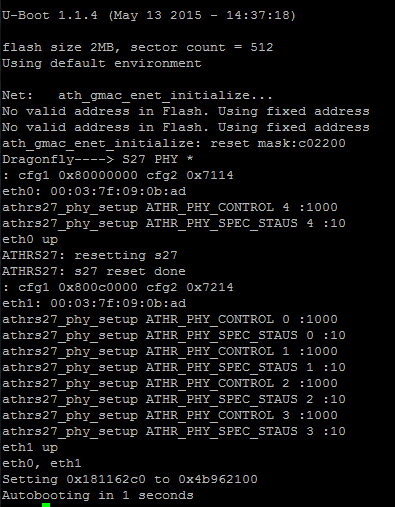 U-Boot 1.1.4 (May 13 2015 - 14:37:18)
flash size 2MB, sector count = 512
Using default environment
Net:   ath_gmac_enet_initialize...
No valid address in Flash. Using fixed address
No valid address in Flash. Using fixed address
ath_gmac_enet_initialize: reset mask:c02200
Dragonfly----> S27 PHY *
: cfg1 0x80000000 cfg2 0x7114
eth0: 00:03:7f:09:0b:ad
athrs27_phy_setup ATHR_PHY_CONTROL 4 :1000
athrs27_phy_setup ATHR_PHY_SPEC_STAUS 4 :10
eth0 up
ATHRS27: resetting s27
ATHRS27: s27 reset done
: cfg1 0x800c0000 cfg2 0x7214
eth1: 00:03:7f:09:0b:ad
athrs27_phy_setup ATHR_PHY_CONTROL 0 :1000
athrs27_phy_setup ATHR_PHY_SPEC_STAUS 0 :10
athrs27_phy_setup ATHR_PHY_CONTROL 1 :1000
athrs27_phy_setup ATHR_PHY_SPEC_STAUS 1 :10
athrs27_phy_setup ATHR_PHY_CONTROL 2 :1000
athrs27_phy_setup ATHR_PHY_SPEC_STAUS 2 :10
athrs27_phy_setup ATHR_PHY_CONTROL 3 :1000
athrs27_phy_setup ATHR_PHY_SPEC_STAUS 3 :10
eth1 up
eth0, eth1
Setting 0x181162c0 to 0x4b962100
Autobooting in 1 seconds